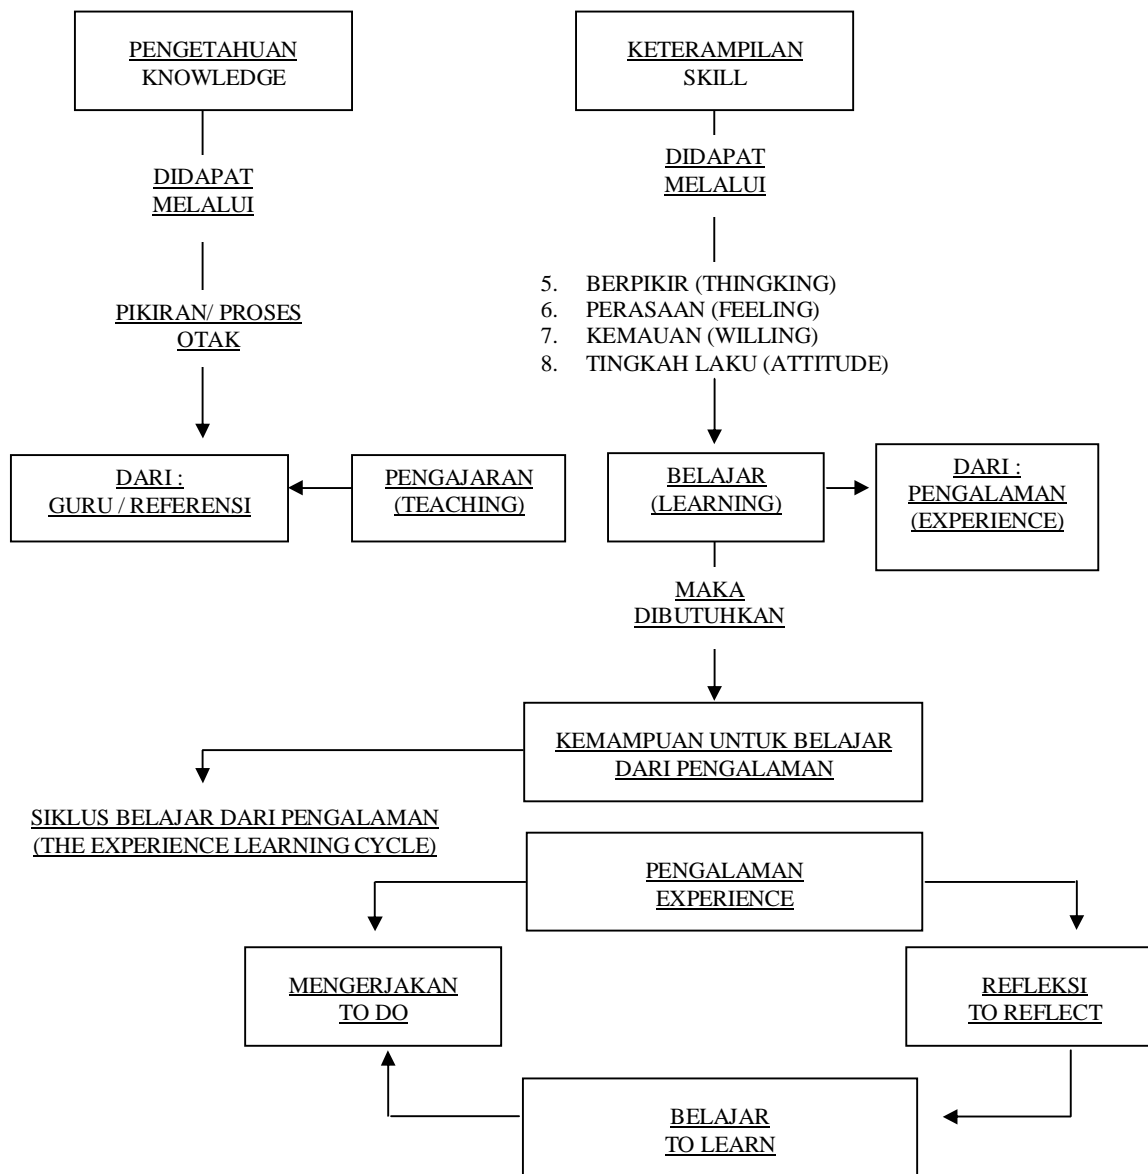 PENGETAHUAN
KNOWLEDGE
DIDAPAT
MELALUI
PIKIRAN/ PROSES
OTAK
DARI :
GURU / REFERENSI
PENGAJARAN
(TEACHING)
KETERAMPILAN
SKILL
DIDAPAT
MELALUI
5. BERPIKIR (THINGKING)
6. PERASAAN (FEELING)
7. KEMAUAN (WILLING)
8. TINGKAH LAKU (ATTITUDE)
BELAJAR
(LEARNING)
DARI :
PENGALAMAN
(EXPERIENCE)
MAKA
DIBUTUHKAN
KEMAMPUAN UNTUK BELAJAR
DARI PENGALAMAN
SIKLUS BELAJAR DARI PENGALAMAN
(THE EXPERIENCE LEARNING CYCLE)
PENGALAMAN
EXPERIENCE
MENGERJAKAN
TO DO
REFLEKSI
TO REFLECT
BELAJAR
TO LEARN